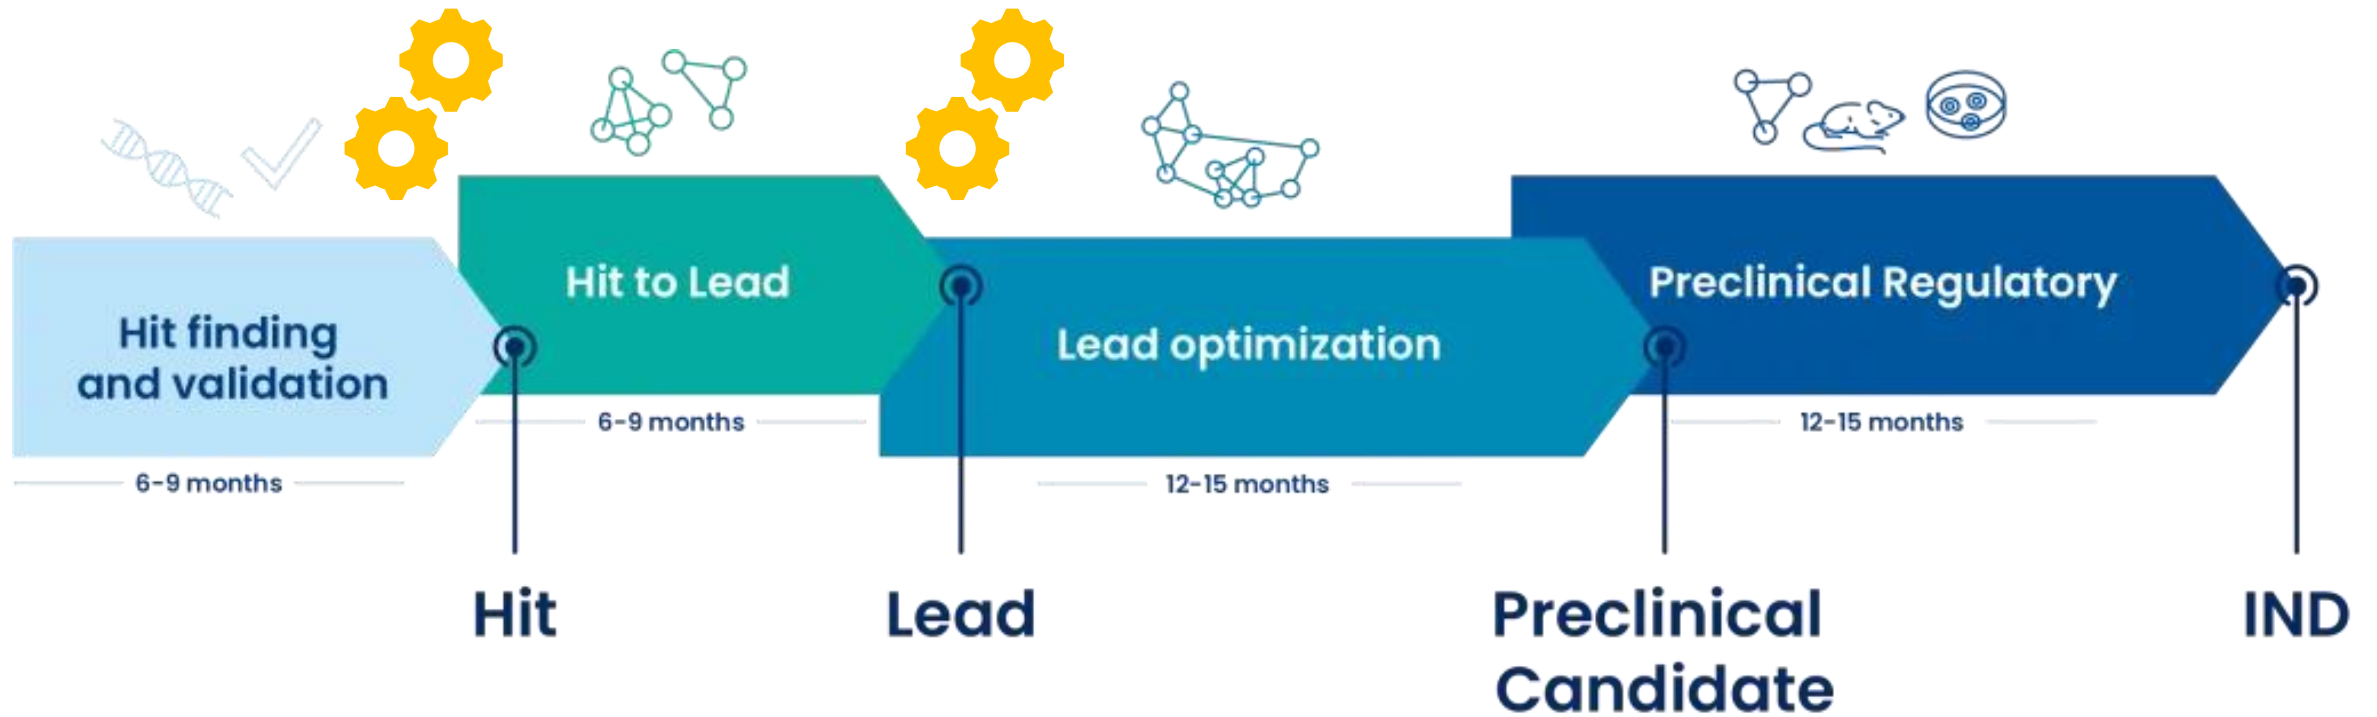 Hit finding
and validation
6-9 months
Hit to Lead
6-9 months
Lead optimization
12-15 months
Preclinical Regulatory
12-15 months
Hit
Lead
Preclinical
Candidate
IND